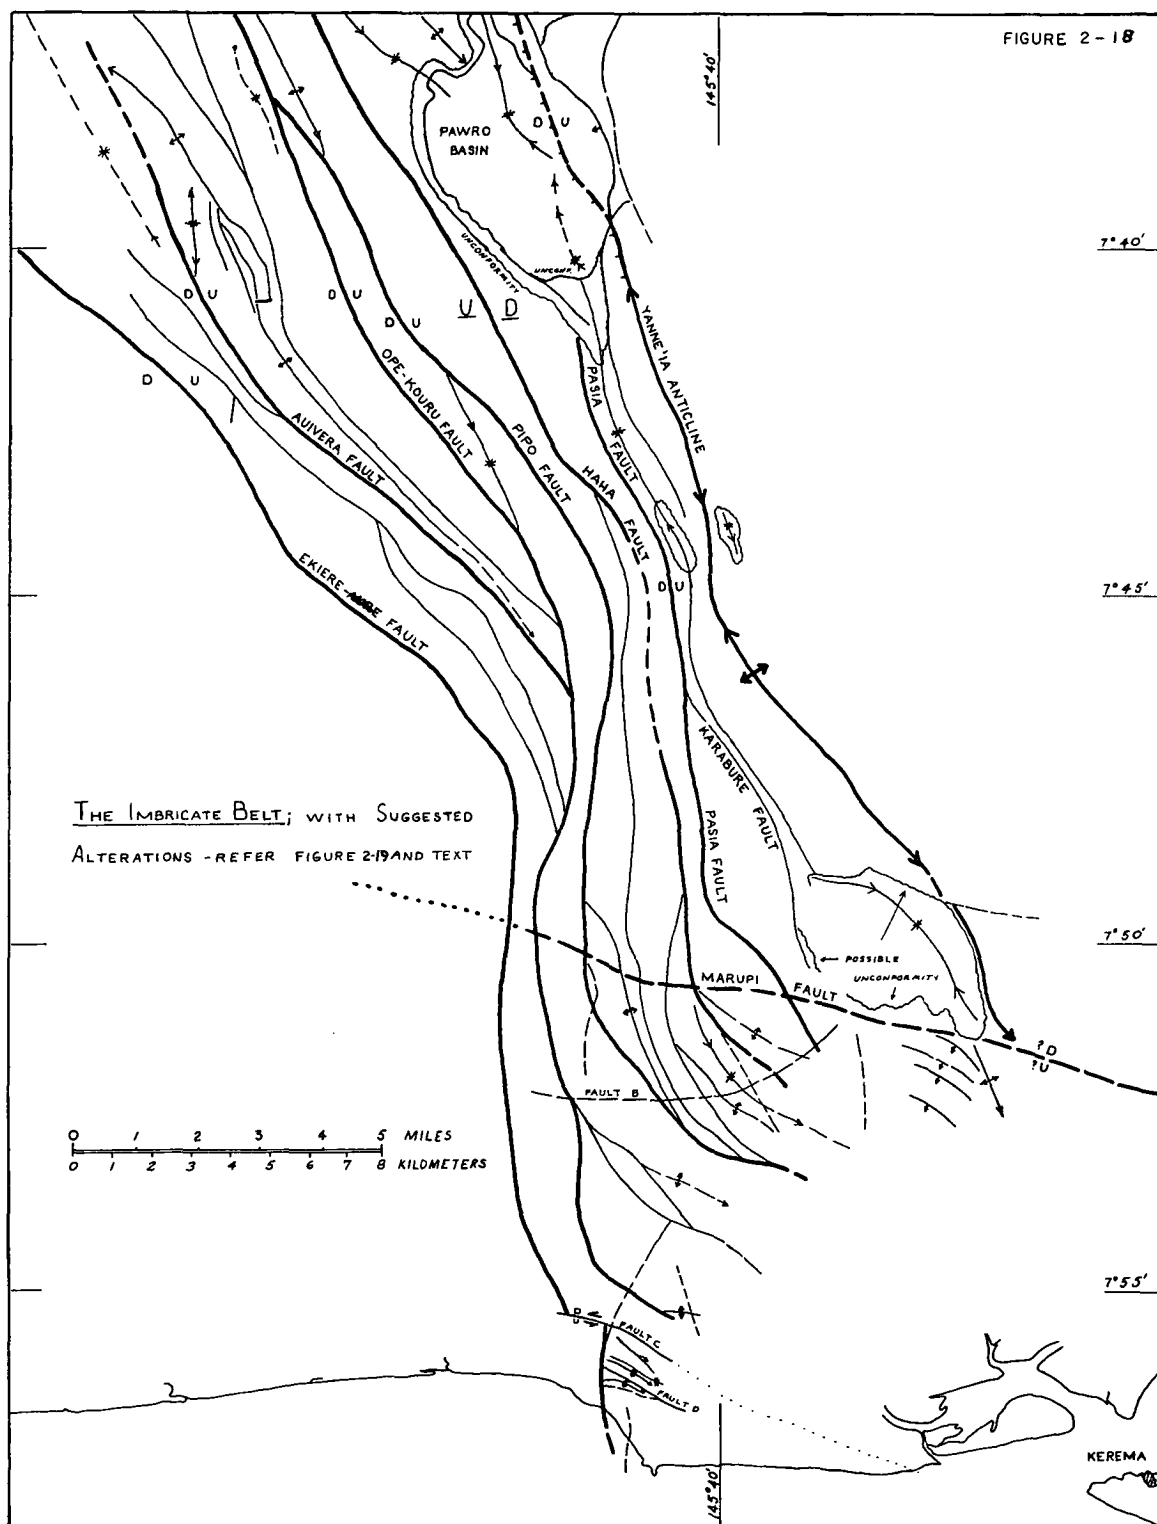 FIGURE 2-18
145°40'
PAWRO
BASIN
D U
UNCONFORMITY
UNCONF.
7°40'
D U
D U
D U
U D
YANNE'IA ANTICLINE
PASIA
FAULT
OPE-KOURU FAULT
PIPO FAULT
HAHA
FAULT
D U
AUIVERA FAULT
EKIERE-
FAULT
D U
7°45'
KARABURE FAULT
PASIA FAULT
THE IMBRICATE BELT; WITH SUGGESTED
ALTERATIONS - REFER FIGURE 2-19 AND TEXT
7°50'
POSSIBLE
UNCONFORMITY
MARUPI
FAULT
?D
?U
FAULT B
0 1 2 3 4 5 MILES
0 1 2 3 4 5 6 7 8 KILOMETERS
7°55'
D
U
FAULT C
FAULT D
145°40'
KEREMA